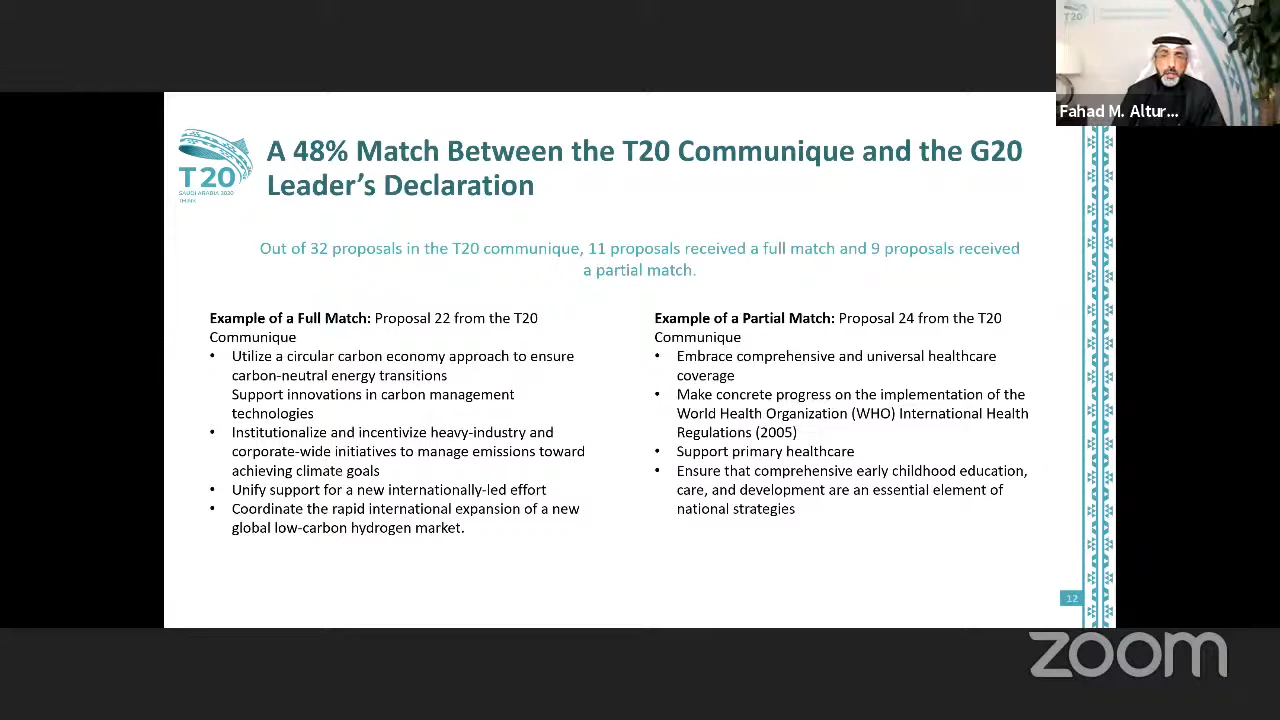 T20
Fahad M. Altur...
T20
SAUDI ARABIA 2020
THINK
A 48% Match Between the T20 Communique and the G20
Leader's Declaration
Out of 32 proposals in the T20 communique, 11 proposals received a full match and 9 proposals received
a partial match.
Example of a Full Match: Proposal 22 from the T20
Communique
• Utilize a circular carbon economy approach to ensure
carbon-neutral energy transitions
Support innovations in carbon management
technologies
• Institutionalize and incentivize heavy-industry and
corporate-wide initiatives to manage emissions toward
achieving climate goals
• Unify support for a new internationally-led effort
• Coordinate the rapid international expansion of a new
global low-carbon hydrogen market.
Example of a Partial Match: Proposal 24 from the T20
Communique
• Embrace comprehensive and universal healthcare
coverage
• Make concrete progress on the implementation of the
World Health Organization (WHO) International Health
Regulations (2005)
• Support primary healthcare
• Ensure that comprehensive early childhood education,
care, and development are an essential element of
national strategies
12
zoom